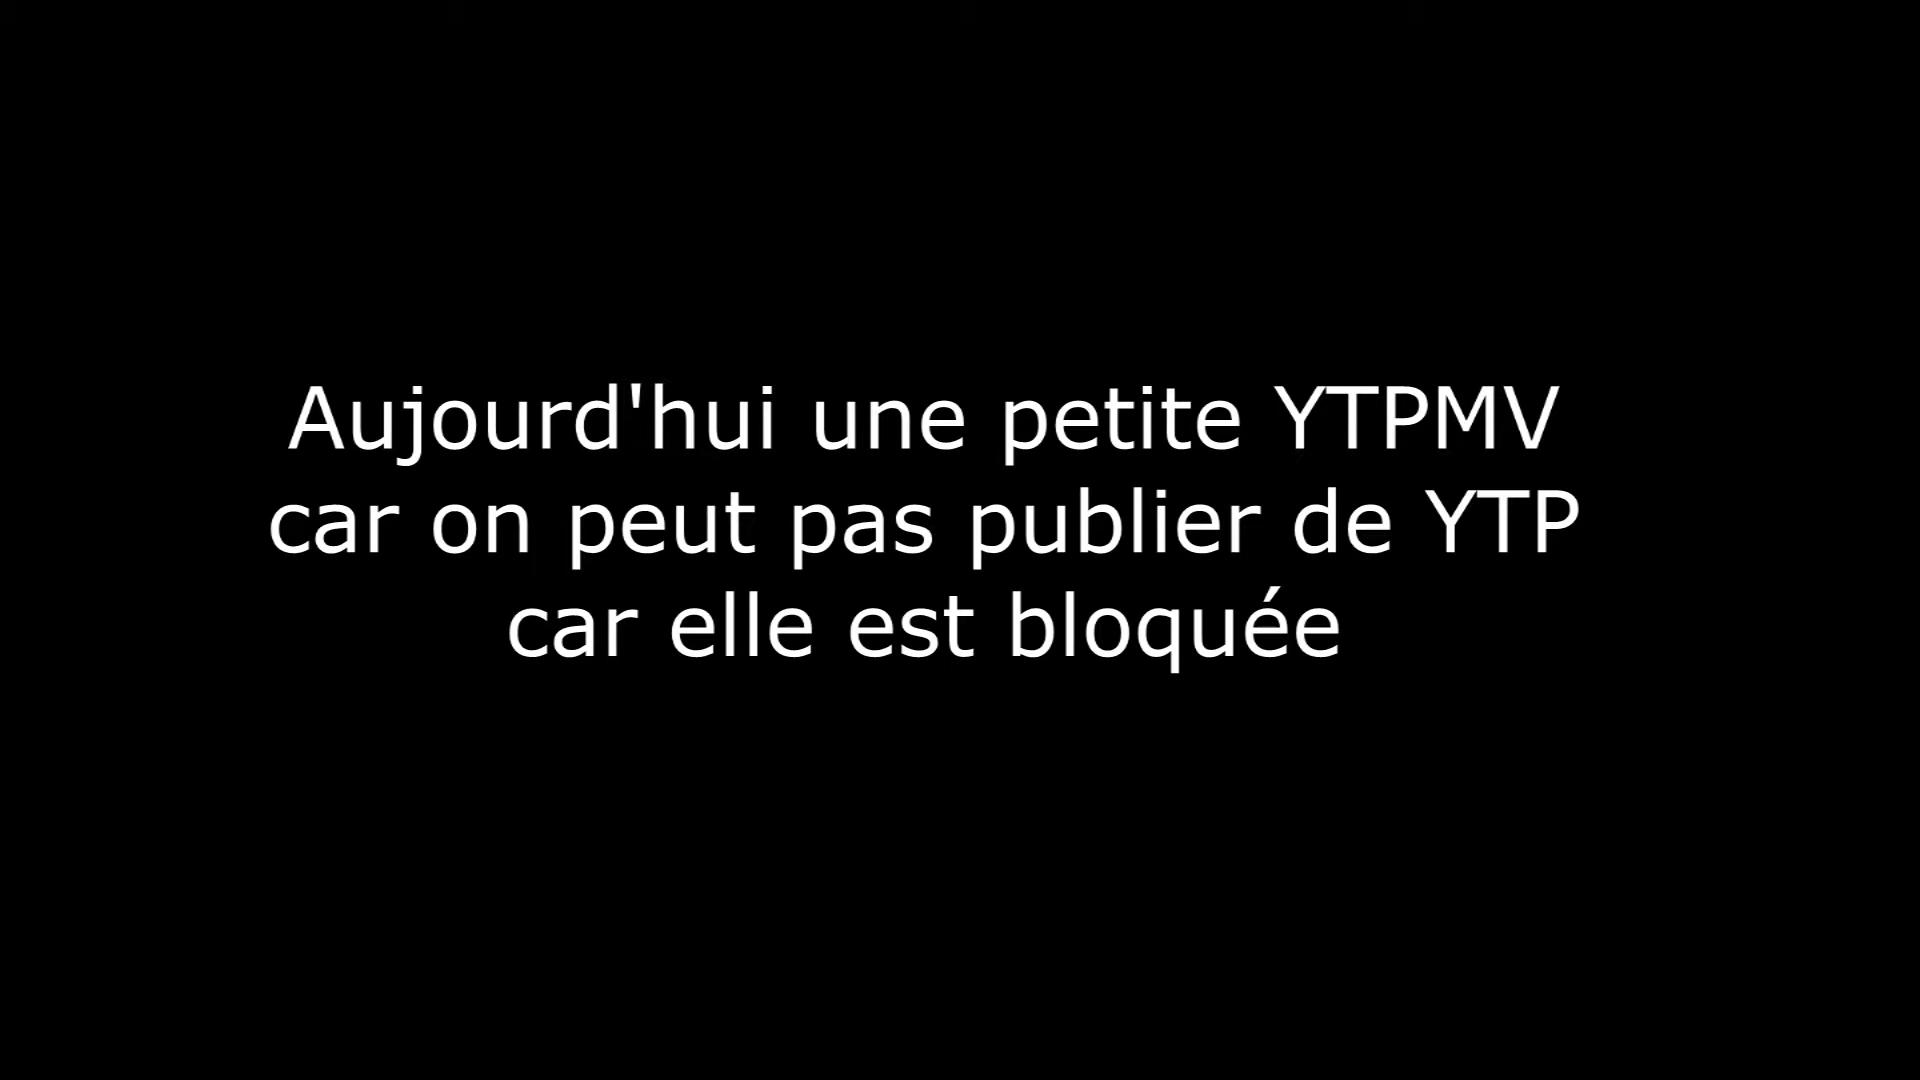 Aujourd'hui une petite YTPMV
car on peut pas publier de YTP
car elle est bloquée